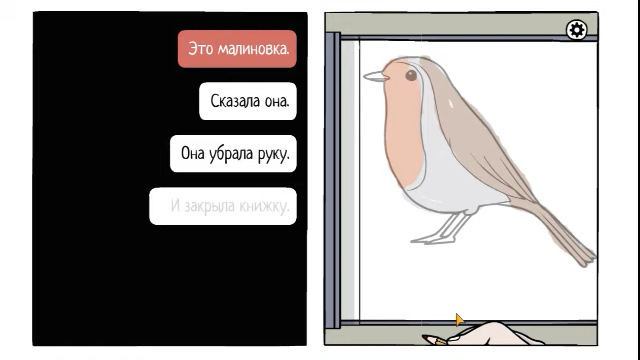 Это малиновка.
Сказала она.
Она убрала руку.
И закрыла книжку.